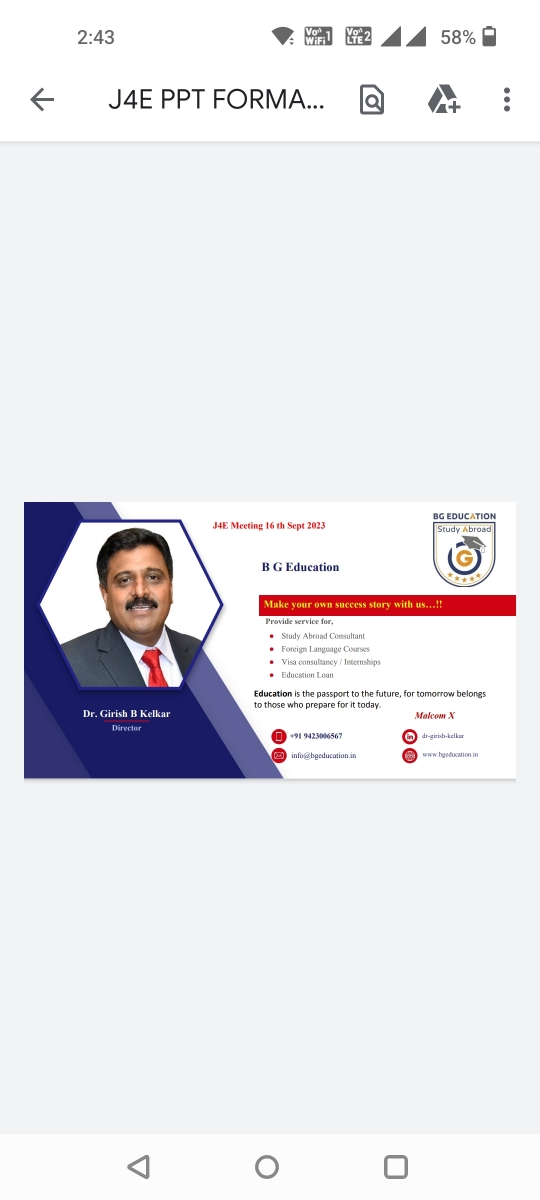 2:43
Vo WiFi 1
Vo LTE 2
58%
J4E PPT FORMA...
J4E Meeting 16 th Sept 2023
BG EDUCATION
Study Abroad
G
B G Education
Make your own success story with us…!!
Provide service for,
Study Abroad Consultant
Foreign Language Courses
Visa consultancy / Internships
Education Loan
Education is the passport to the future, for tomorrow belongs
to those who prepare for it today.
Malcom X
Dr. Girish B Kelkar
Director
+91 9423006567
in
dr-girish-kelkar
info@bgeducation.in
www.bgeducation.in